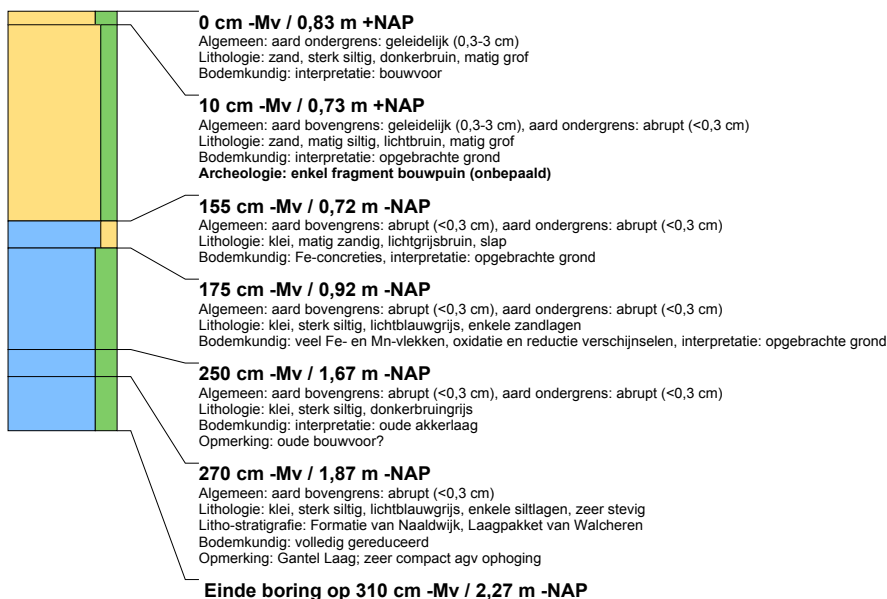 0 cm -Mv / 0,83 m +NAP
Algemeen: aard ondergrens: geleidelijk (0,3-3 cm)
Lithologie: zand, sterk siltig, donkerbruin, matig grof
Bodemkundig: interpretatie: bouwvoor
10 cm -Mv / 0,73 m +NAP
Algemeen: aard bovengrens: geleidelijk (0,3-3 cm), aard ondergrens: abrupt (<0,3 cm)
Lithologie: zand, matig siltig, lichtbruin, matig grof
Bodemkundig: interpretatie: opgebrachte grond
Archeologie: enkel fragment bouwpuin (onbepaald)
155 cm -Mv / 0,72 m -NAP
Algemeen: aard bovengrens: abrupt (<0,3 cm), aard ondergrens: abrupt (<0,3 cm)
Lithologie: klei, matig zandig, lichtgrijsbruin, slap
Bodemkundig: Fe-concreties, interpretatie: opgebrachte grond
175 cm -Mv / 0,92 m -NAP
Algemeen: aard bovengrens: abrupt (<0,3 cm), aard ondergrens: abrupt (<0,3 cm)
Lithologie: klei, sterk siltig, lichtblauwgrijs, enkele zandlagen
Bodemkundig: veel Fe- en Mn-vlekken, oxidatie en reductie verschijnselen, interpretatie: opgebrachte grond
250 cm -Mv / 1,67 m -NAP
Algemeen: aard bovengrens: abrupt (<0,3 cm), aard ondergrens: abrupt (<0,3 cm)
Lithologie: klei, sterk siltig, donkerbruingrijs
Bodemkundig: interpretatie: oude akkerlaag
Opmerking: oude bouwvoor?
270 cm -Mv / 1,87 m -NAP
Algemeen: aard bovengrens: abrupt (<0,3 cm)
Lithologie: klei, sterk siltig, lichtblauwgrijs, enkele siltlagen, zeer stevig
Litho-stratigrafie: Formatie van Naaldwijk, Laagpakket van Walcheren
Bodemkundig: volledig gereduceerd
Opmerking: Gantel Laag; zeer compact agv ophoging
Einde boring op 310 cm -Mv / 2,27 m -NAP